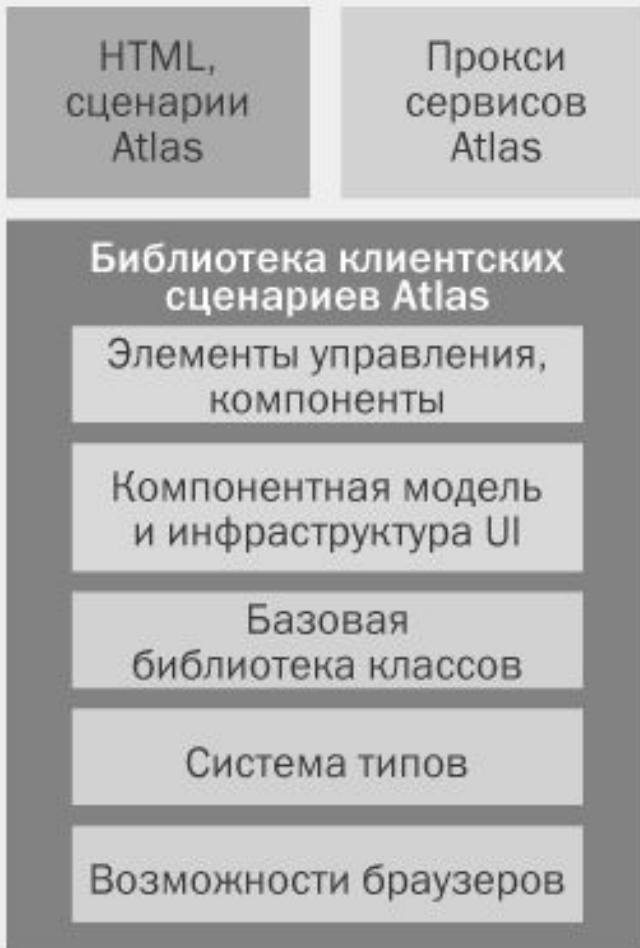 HTML,
сценарии
Atlas
Прокси
сервисов
Atlas
Библиотека клиентских
сценариев Atlas
Элементы управления,
компоненты
Компонентная модель
и инфраструктура UI
Базовая
библиотека классов
Система типов
Возможности браузеров